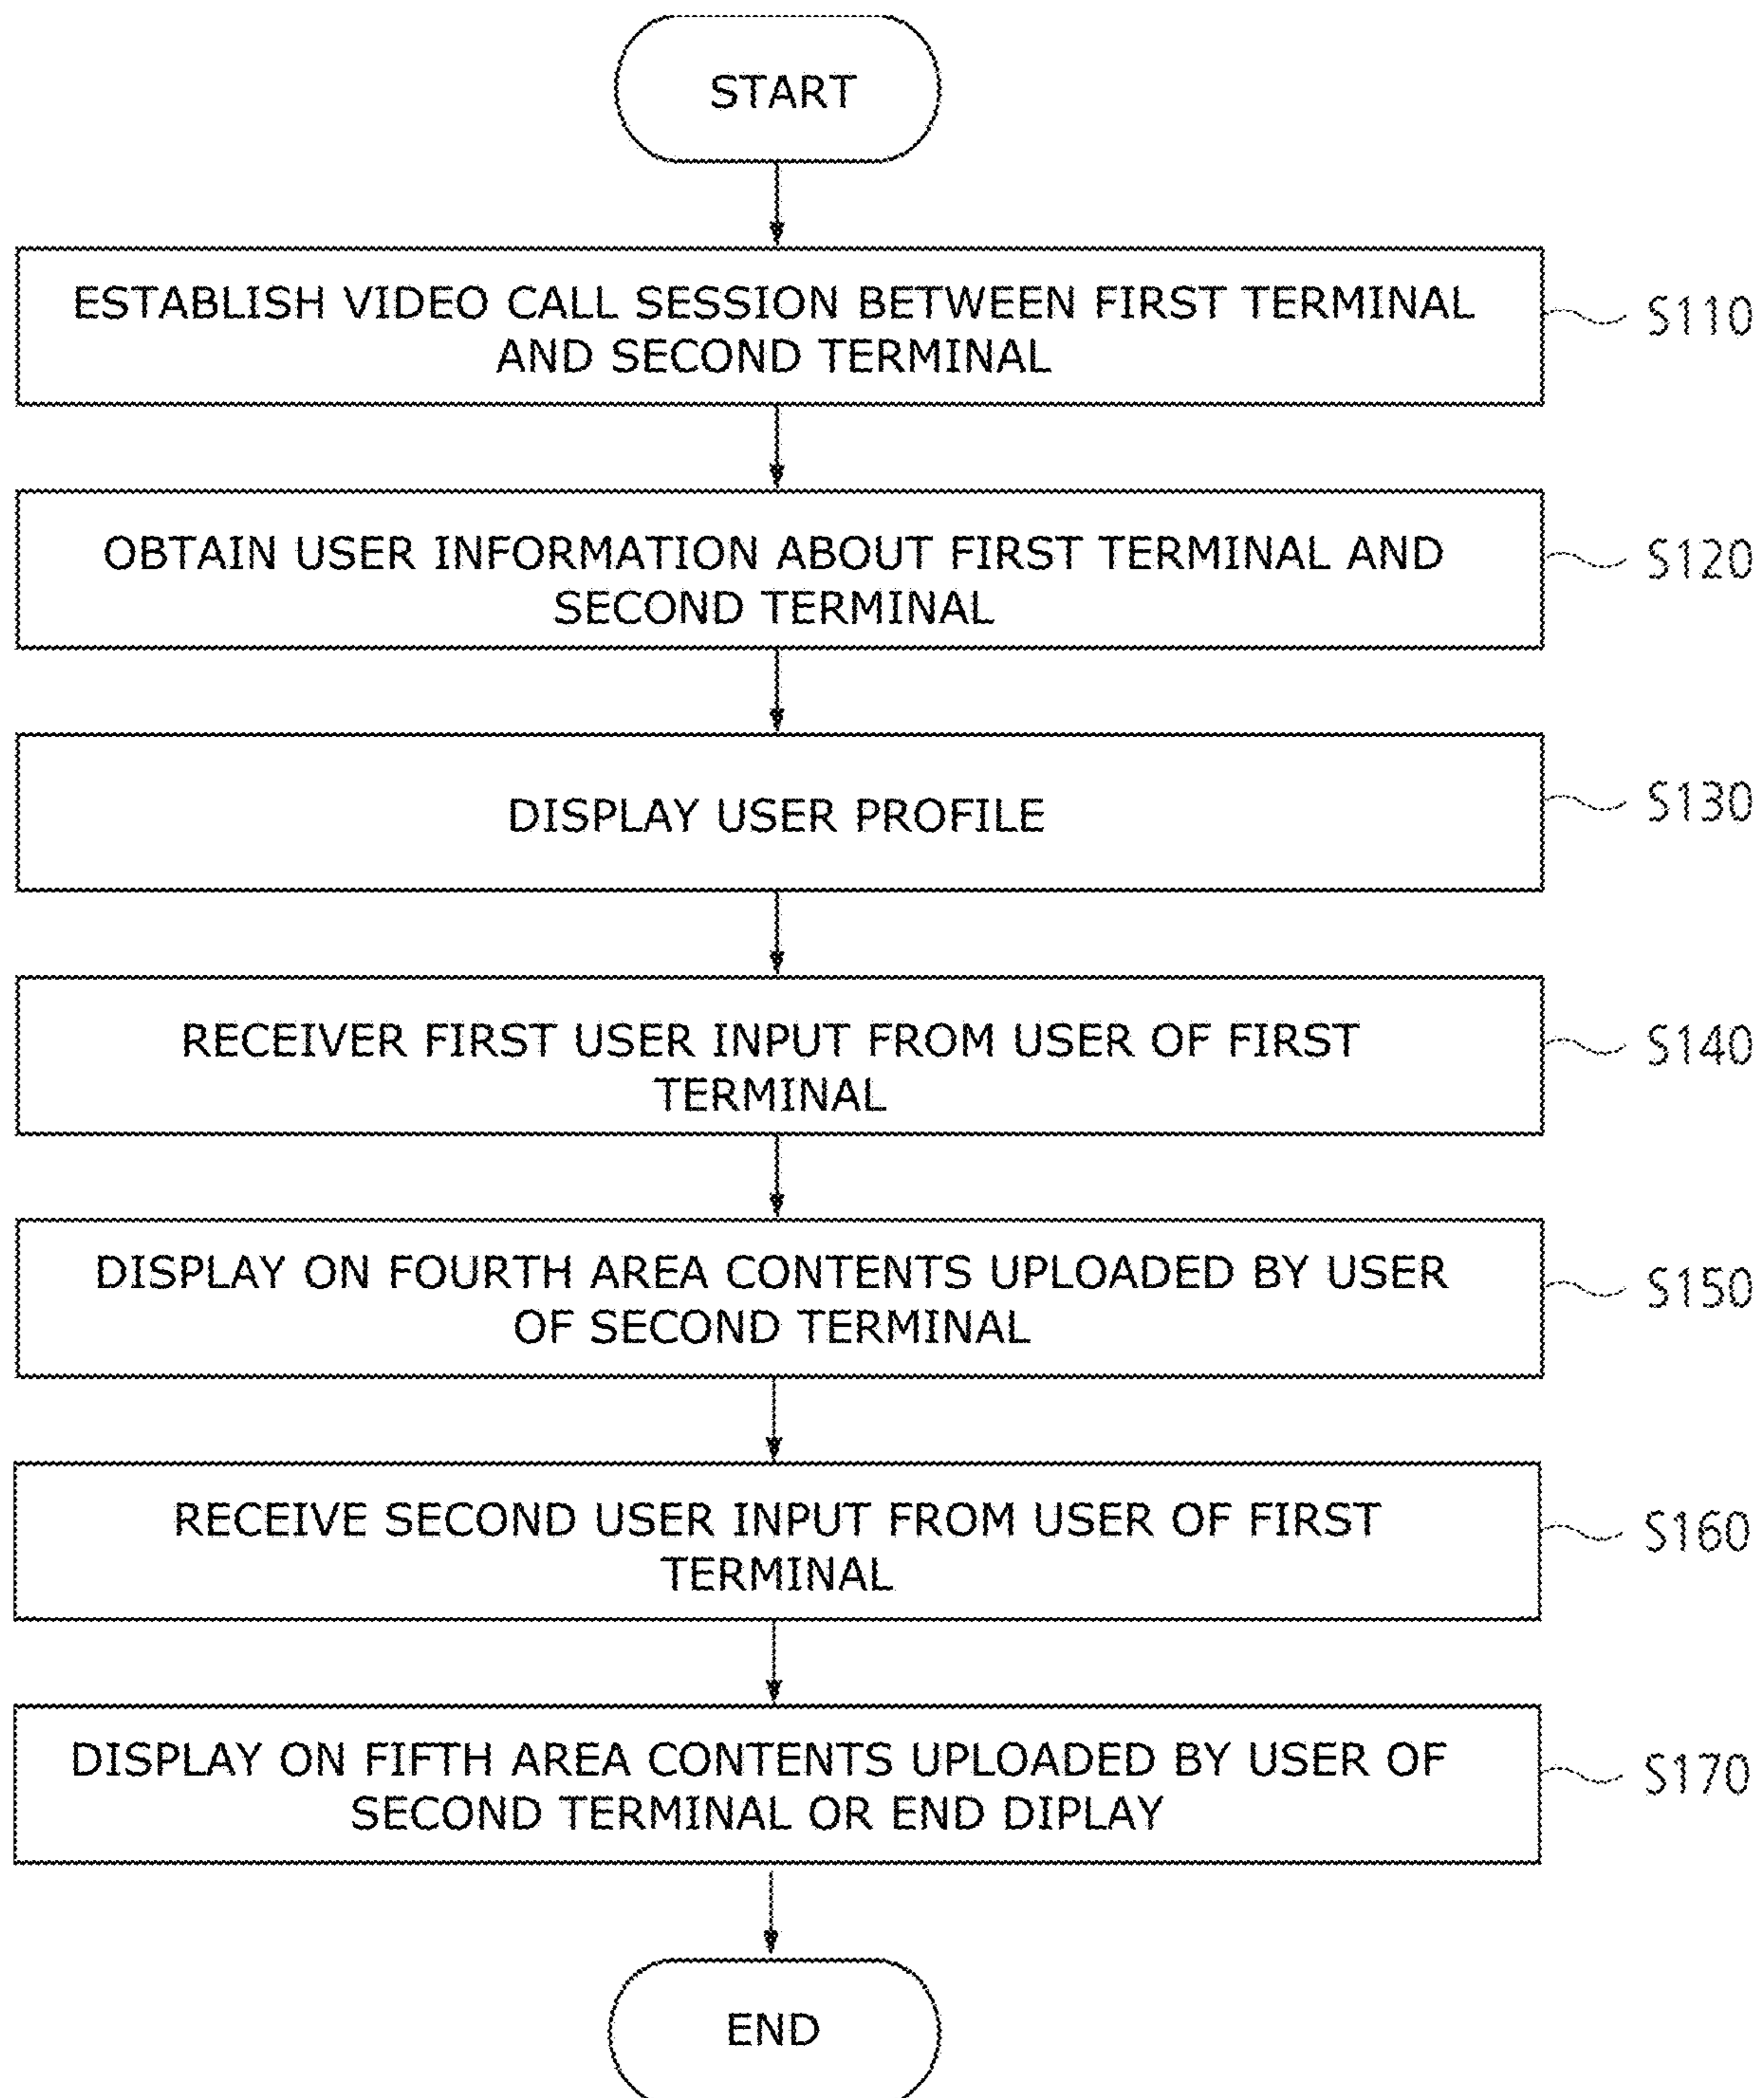 START
ESTABLISH VIDEO CALL SESSION BETWEEN FIRST TERMINAL
AND SECOND TERMINAL
S110
OBTAIN USER INFORMATION ABOUT FIRST TERMINAL AND
SECOND TERMINAL
S120
DISPLAY USER PROFILE
S130
RECEIVER FIRST USER INPUT FROM USER OF FIRST
TERMINAL
S140
DISPLAY ON FOURTH AREA CONTENTS UPLOADED BY USER
OF SECOND TERMINAL
S150
RECEIVE SECOND USER INPUT FROM USER OF FIRST
TERMINAL
S160
DISPLAY ON FIFTH AREA CONTENTS UPLOADED BY USER OF
SECOND TERMINAL OR END DIPLAY
S170
END